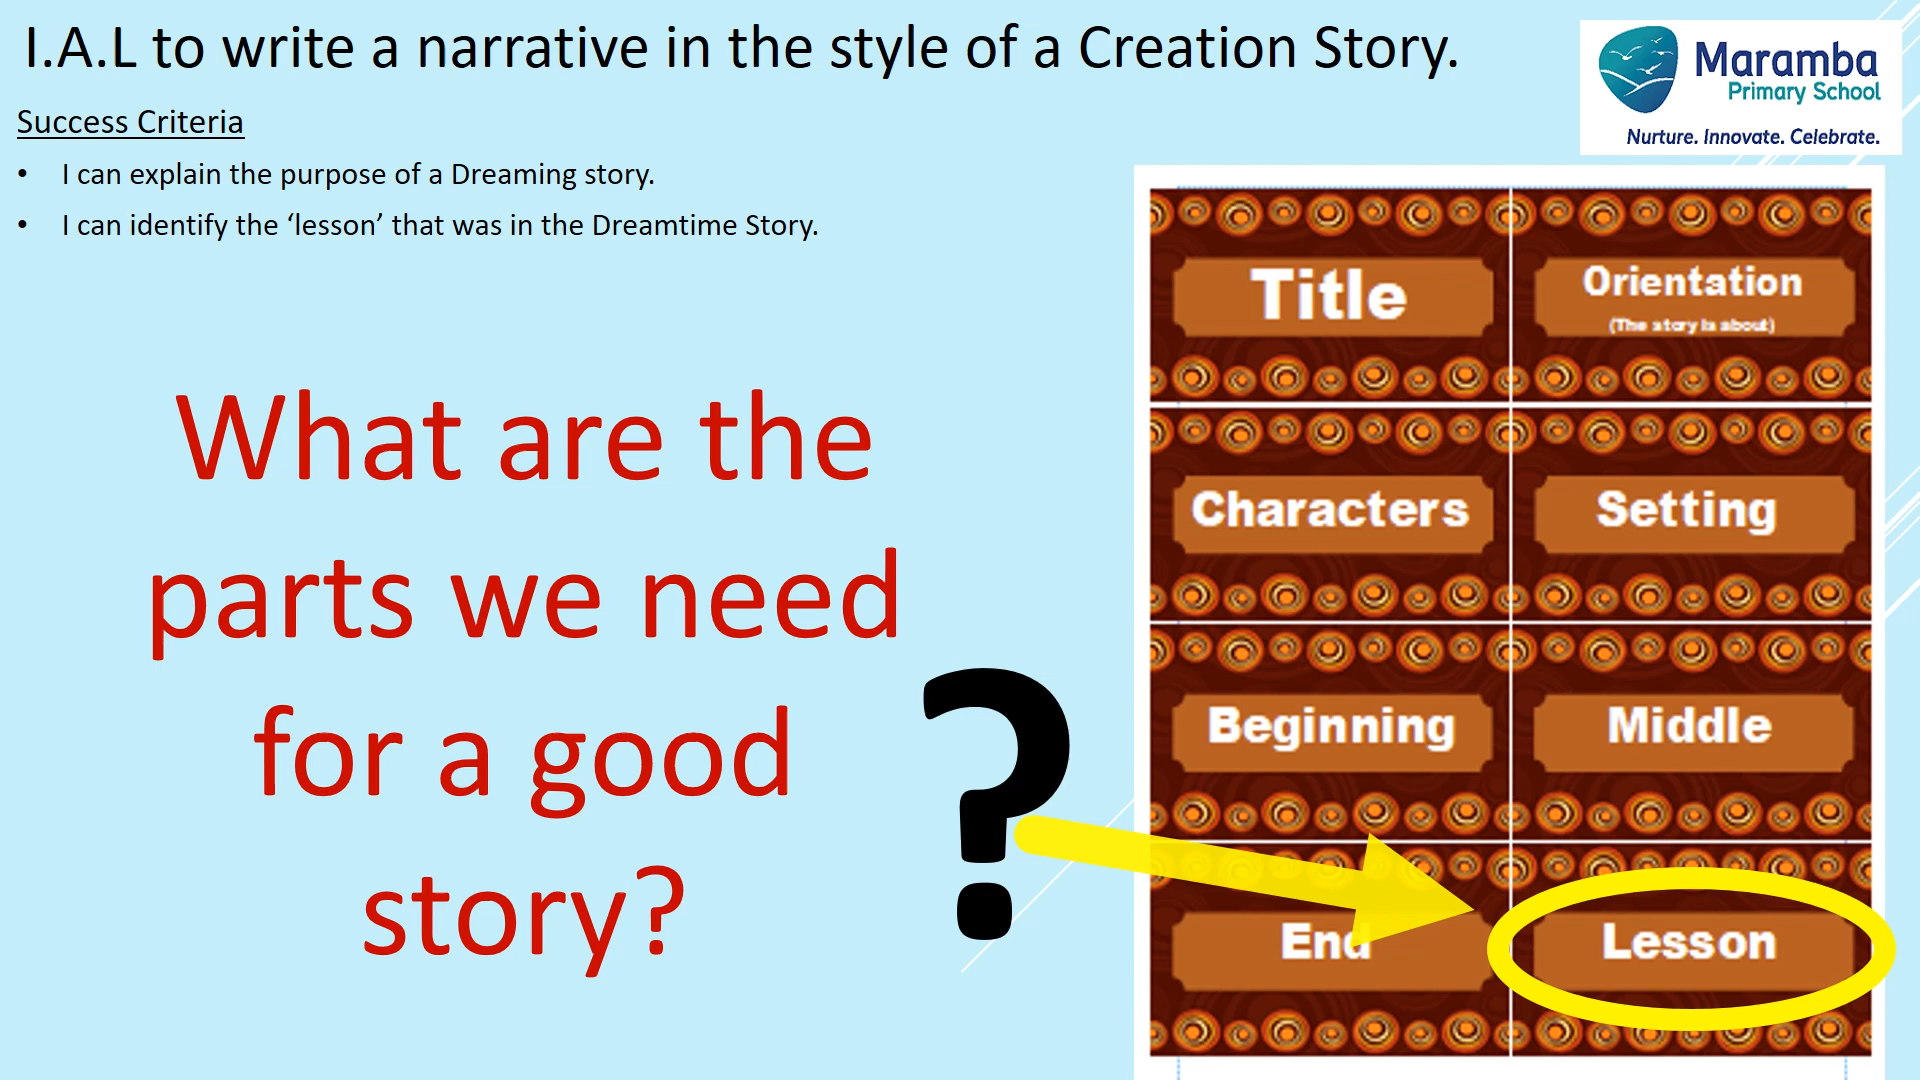 I.A.L to write a narrative in the style of a Creation Story.
Maramba
Primary School
Nurture. Innovate. Celebrate.
Success Criteria
• I can explain the purpose of a Dreaming story.
• I can identify the ‘lesson’ that was in the Dreamtime Story.
What are the
parts we need
for a good
story?
?
Title
Orientation
(The story is about)
Characters
Setting
Beginning
Middle
End
Lesson